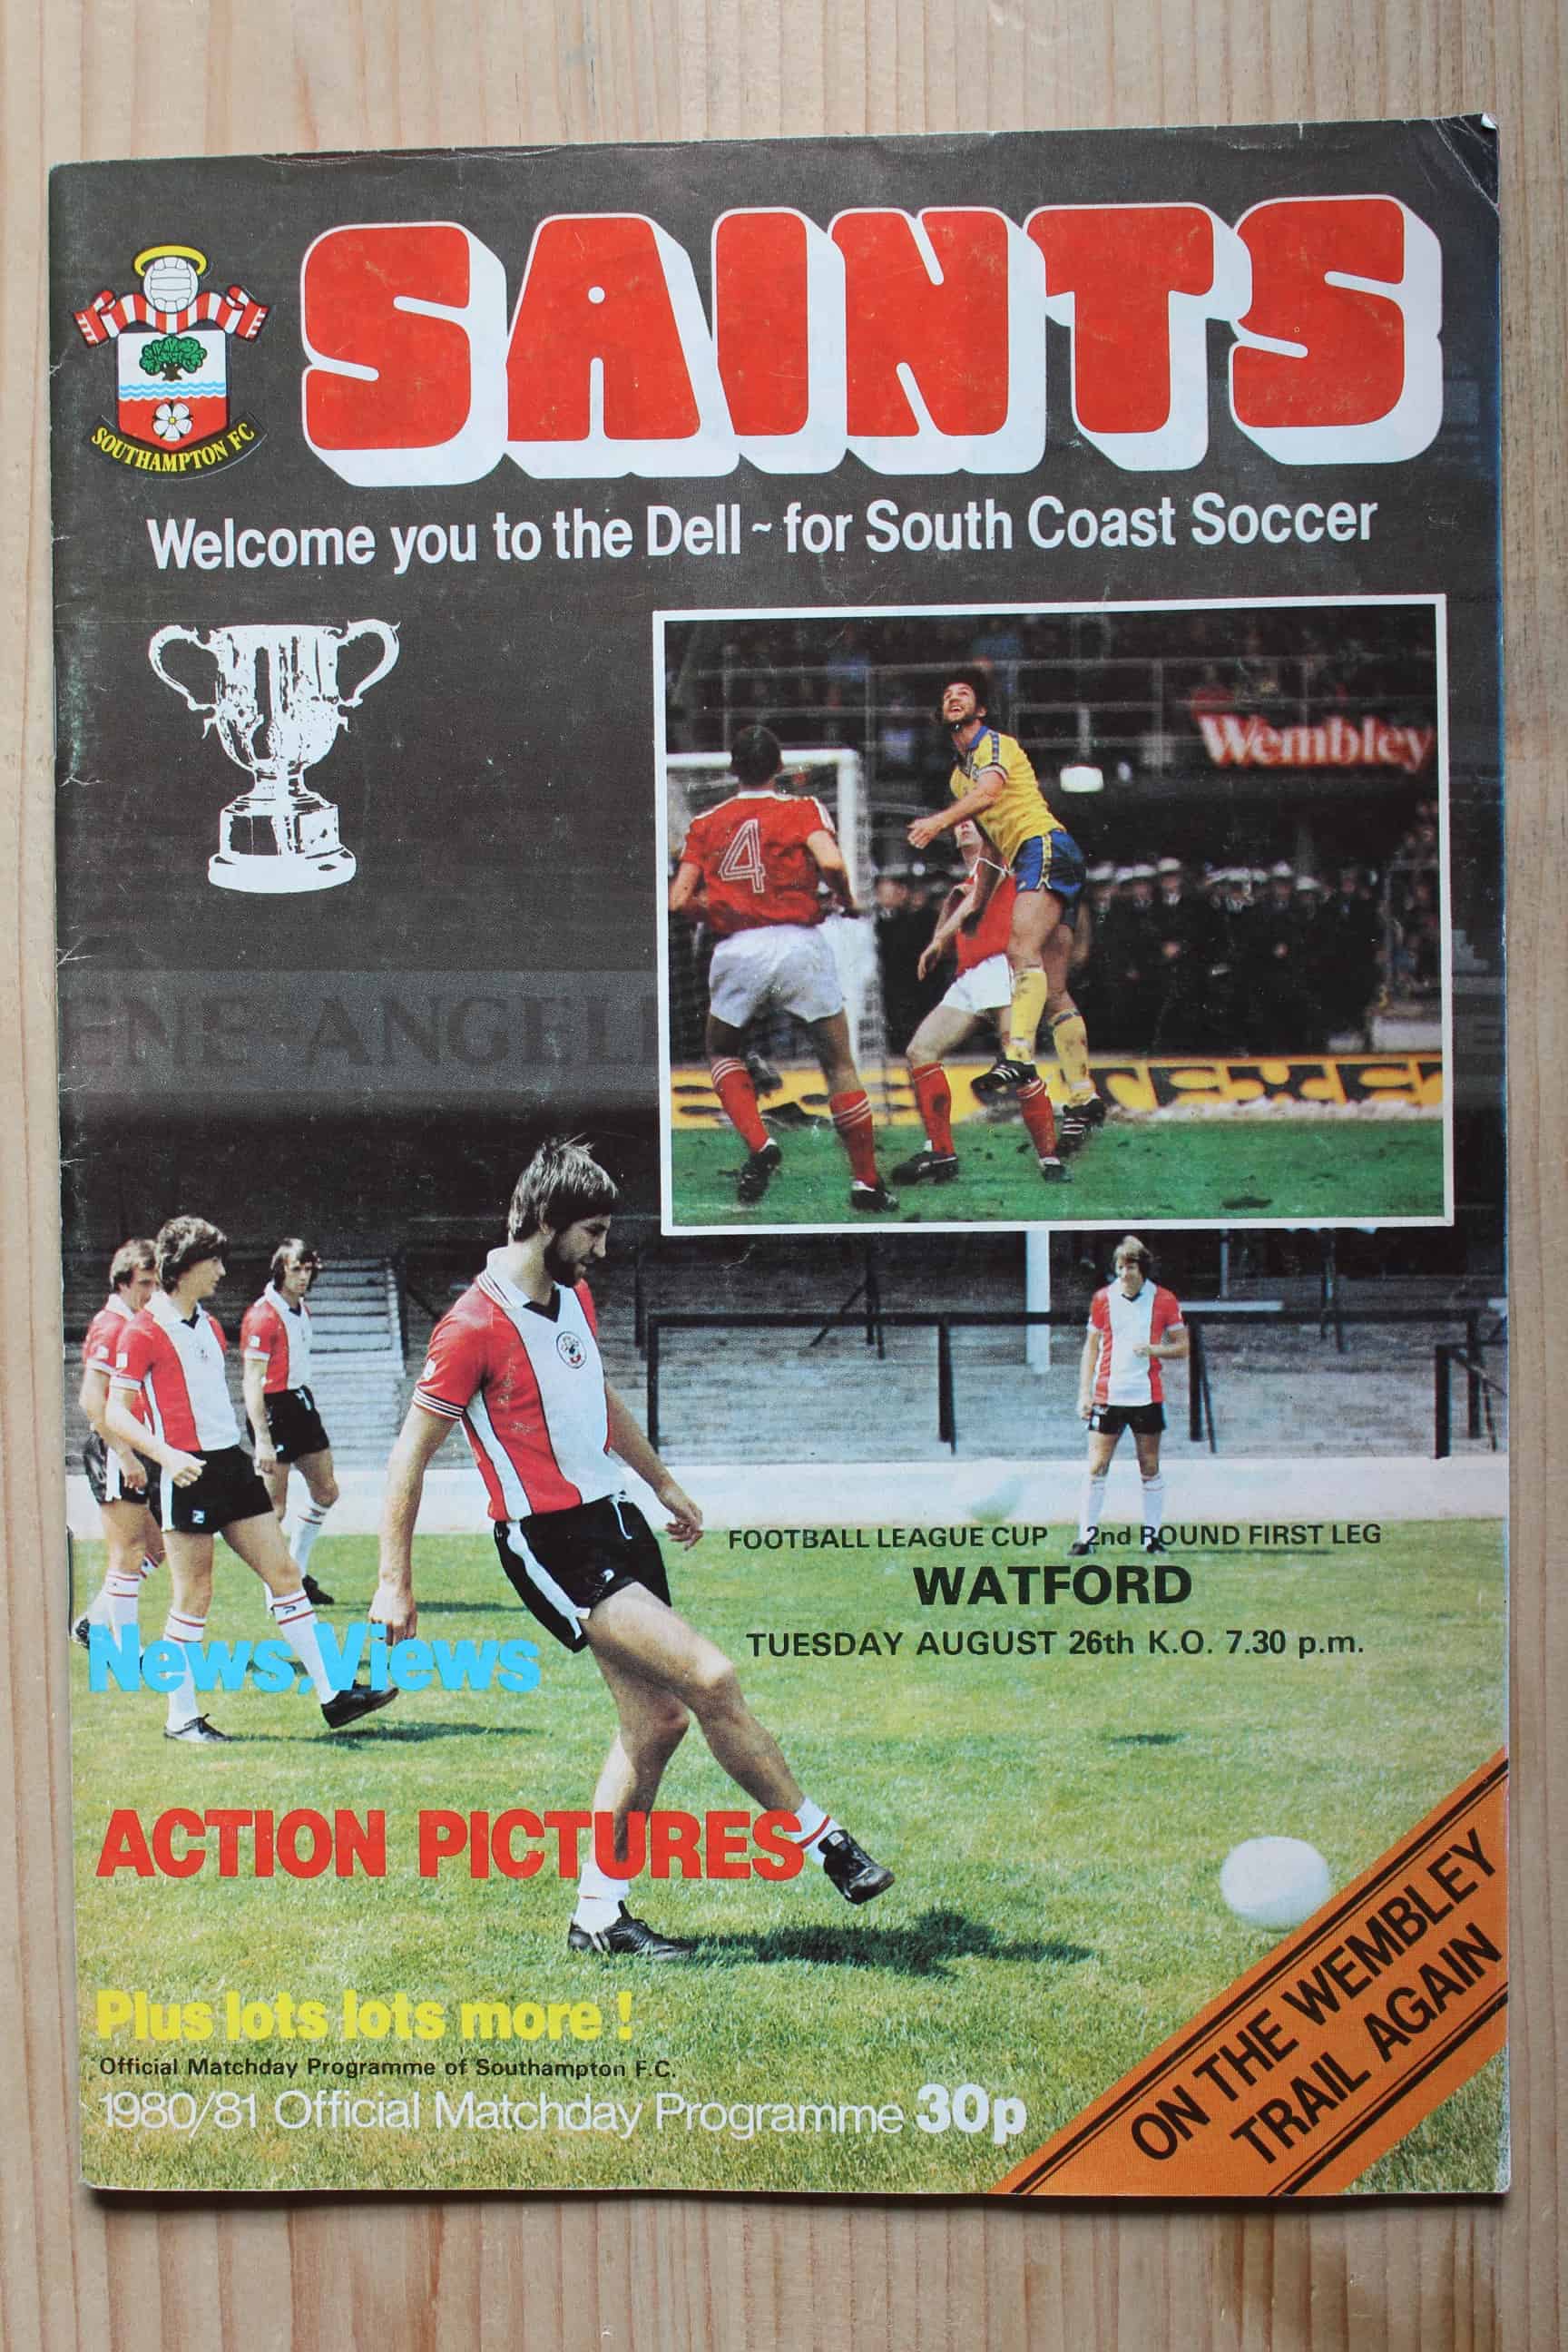 SAINTS
SOUTHAMPTON FC
Welcome you to the Dell ~ for South Coast Soccer
Wembley
4
TEXA
FOOTBALL LEAGUE CUP 2nd ROUND FIRST LEG
WATFORD
TUESDAY AUGUST 26th K.O. 7.30 p.m.
News, Views
ACTION PICTURES
Plus lots lots more !
Official Matchday Programme of Southampton F.C.
1980/81 Official Matchday Programme 30p
ON THE WEMBLEY
TRAIL AGAIN